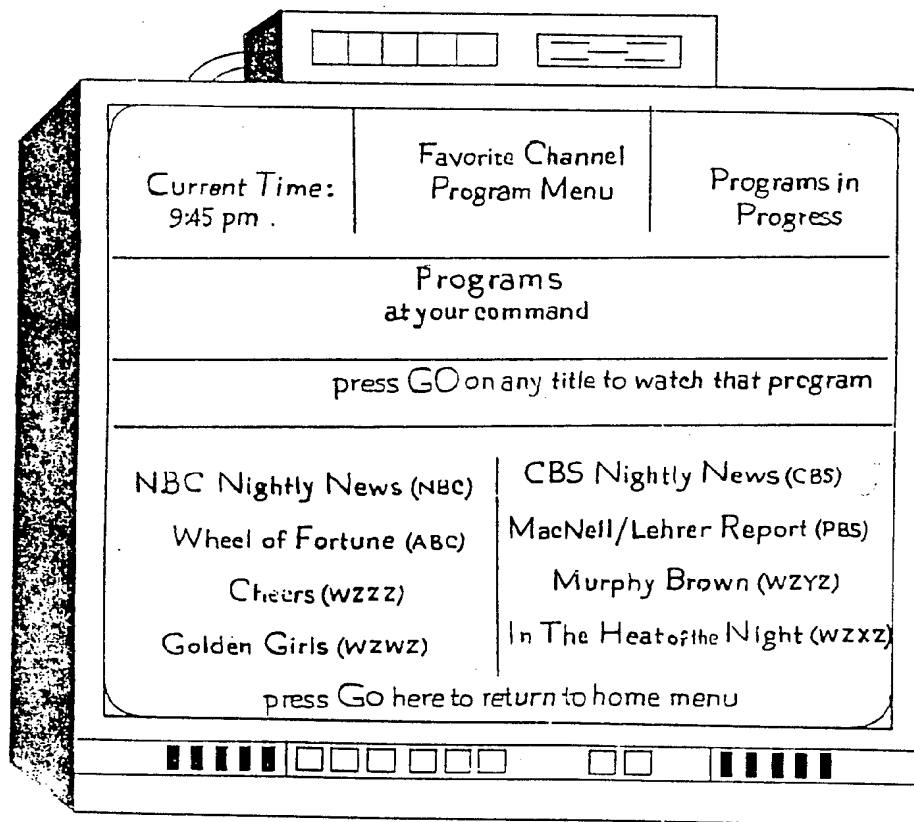 Current Time:
9:45 pm .
Favorite Channel
Program Menu
Programs in
Progress
Programs
at your command
press GO on any title to watch that program
NBC Nightly News (NBC)
Wheel of Fortune (ABC)
Cheers (WZZZ)
Golden Girls (WZWZ)
CBS Nightly News (CBS)
MacNeil/Lehrer Report (PBS)
Murphy Brown (WZYZ)
In The Heat of the Night (WZXZ)
press Go here to return to home menu